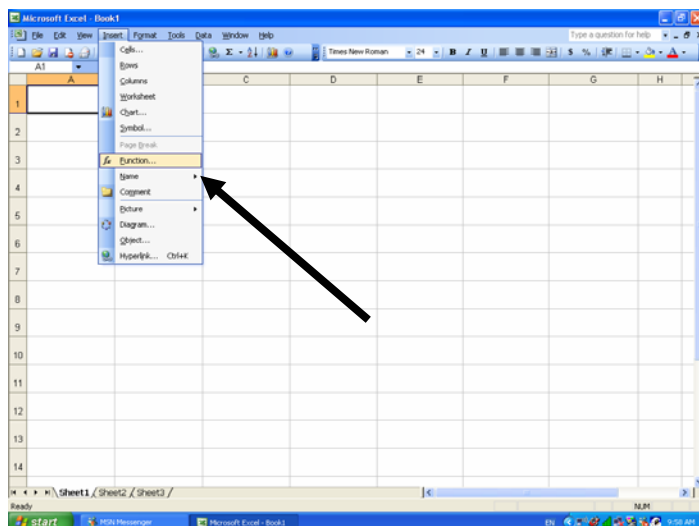 Microsoft Excel - Book1
File Edit View Insert Format Tools Data Window Help
Type a question for help
Σ Times New Roman 24 B I U $ %
A1
Cells...
Rows
Columns
Worksheet
Chart...
Symbol...
Page Break
fx Function...
Name
Comment
Picture
Diagram...
Object...
Hyperlink... Ctrl+K
A C D E F G H
1
2
3
4
5
6
7
8
9
10
11
12
13
14
Sheet1 Sheet2 Sheet3
Ready NUM
start MSN Messenger Microsoft Excel - Book1 EN 9:58 AM